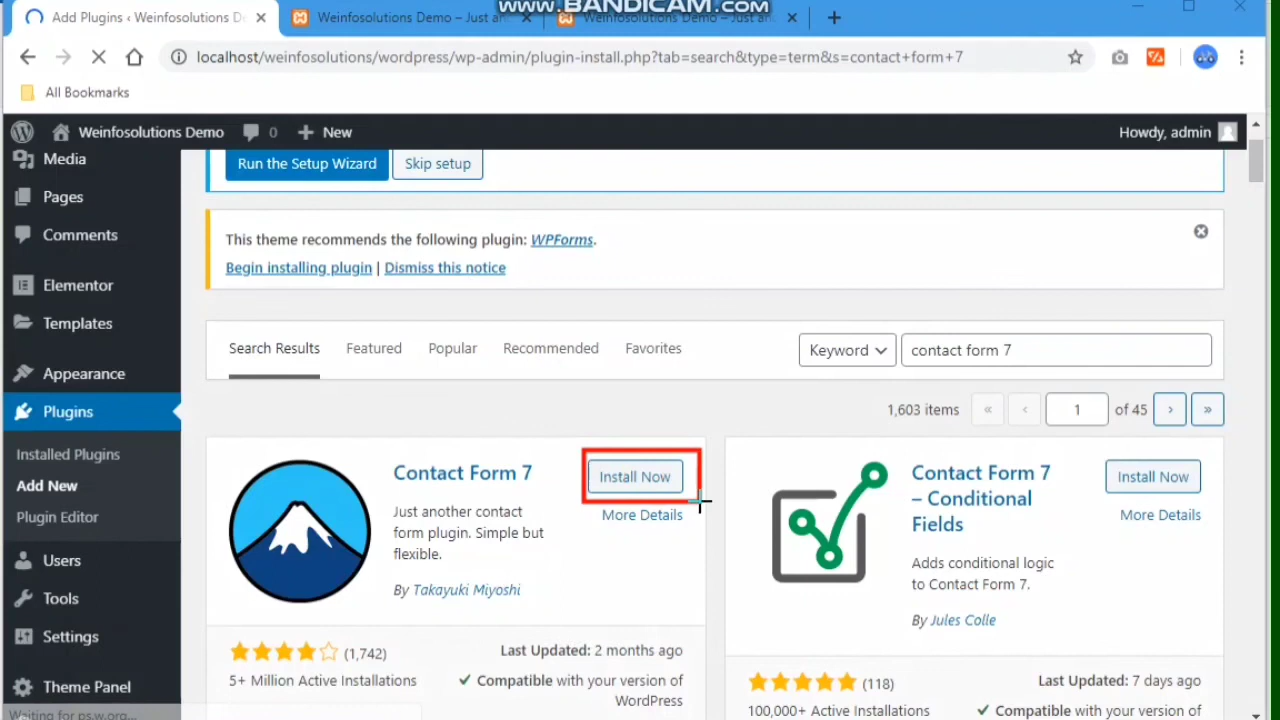 www.BANDICAM.com
Add Plugins ‹ Weinfosolutions De
Weinfosolutions Demo – Just an
Weinfosolutions Demo – Just an
localhost/weinfosolutions/wordpress/wp-admin/plugin-install.php?tab=search&type=term&s=contact+form+7
All Bookmarks
Weinfosolutions Demo
0
New
Howdy, admin
Media
Pages
Comments
Elementor
Templates
Appearance
Plugins
Installed Plugins
Add New
Plugin Editor
Users
Tools
Settings
Theme Panel
Run the Setup Wizard
Skip setup
This theme recommends the following plugin: WPForms.
Begin installing plugin | Dismiss this notice
Search Results
Featured
Popular
Recommended
Favorites
Keyword
contact form 7
1,603 items
«
‹
1
of 45
›
»
Contact Form 7
Install Now
More Details
Just another contact
form plugin. Simple but
flexible.
By Takayuki Miyoshi
(1,742)
5+ Million Active Installations
Last Updated: 2 months ago
✓ Compatible with your version of
WordPress
Contact Form 7
– Conditional
Fields
Install Now
More Details
Adds conditional logic
to Contact Form 7.
By Jules Colle
(118)
100,000+ Active Installations
Last Updated: 7 days ago
✓ Compatible with your version of
Waiting for ps.w.org...